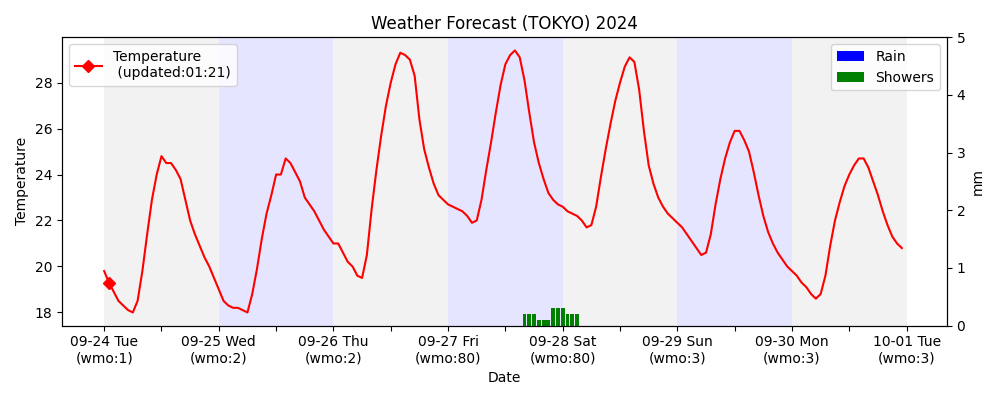 Weather Forecast (TOKYO) 2024
Temperature
(updated:01:21)
Rain
Showers
Temperature
28
26
24
22
20
18
5
4
3
2
1
0
mm
09-24 Tue
(wmo:1)
09-25 Wed
(wmo:2)
09-26 Thu
(wmo:2)
09-27 Fri
(wmo:80)
09-28 Sat
(wmo:80)
09-29 Sun
(wmo:3)
09-30 Mon
(wmo:3)
10-01 Tue
(wmo:3)
Date